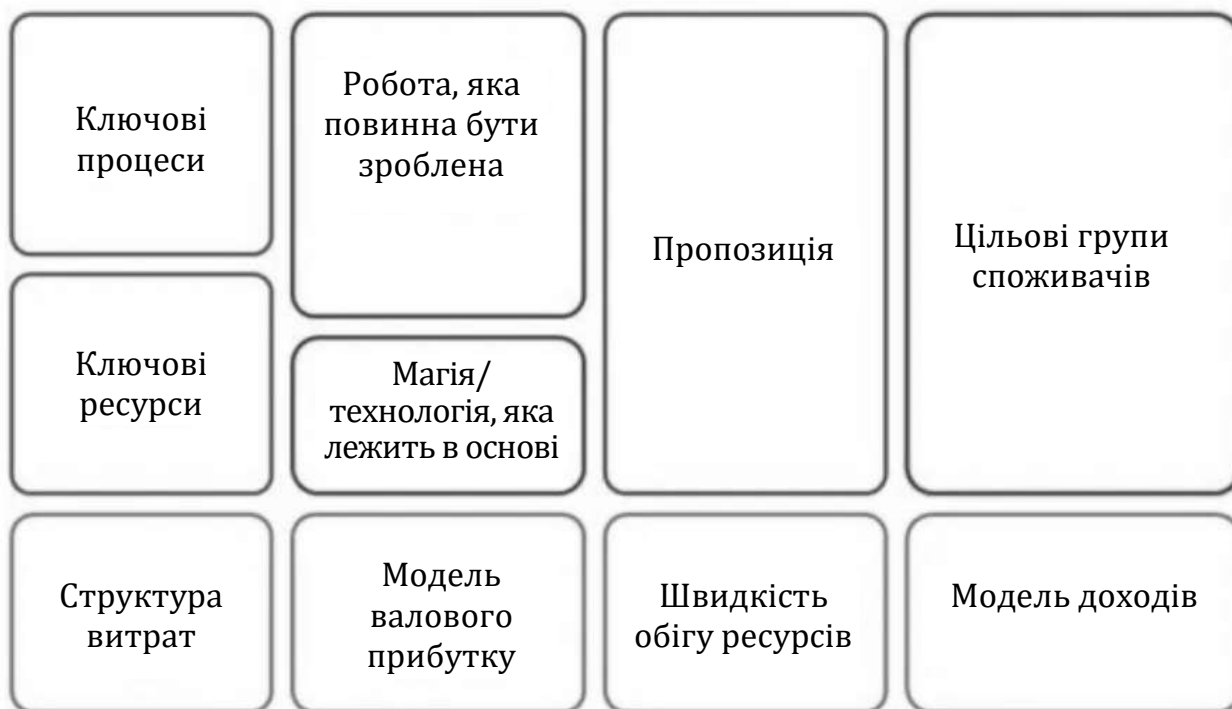 Ключові
процеси
Робота, яка
повинна бути
зроблена
Пропозиція
Цільові групи
споживачів
Ключові
ресурси
Магія/
технологія, яка
лежить в основі
Структура
витрат
Модель
валового
прибутку
Швидкість
обігу ресурсів
Модель доходів